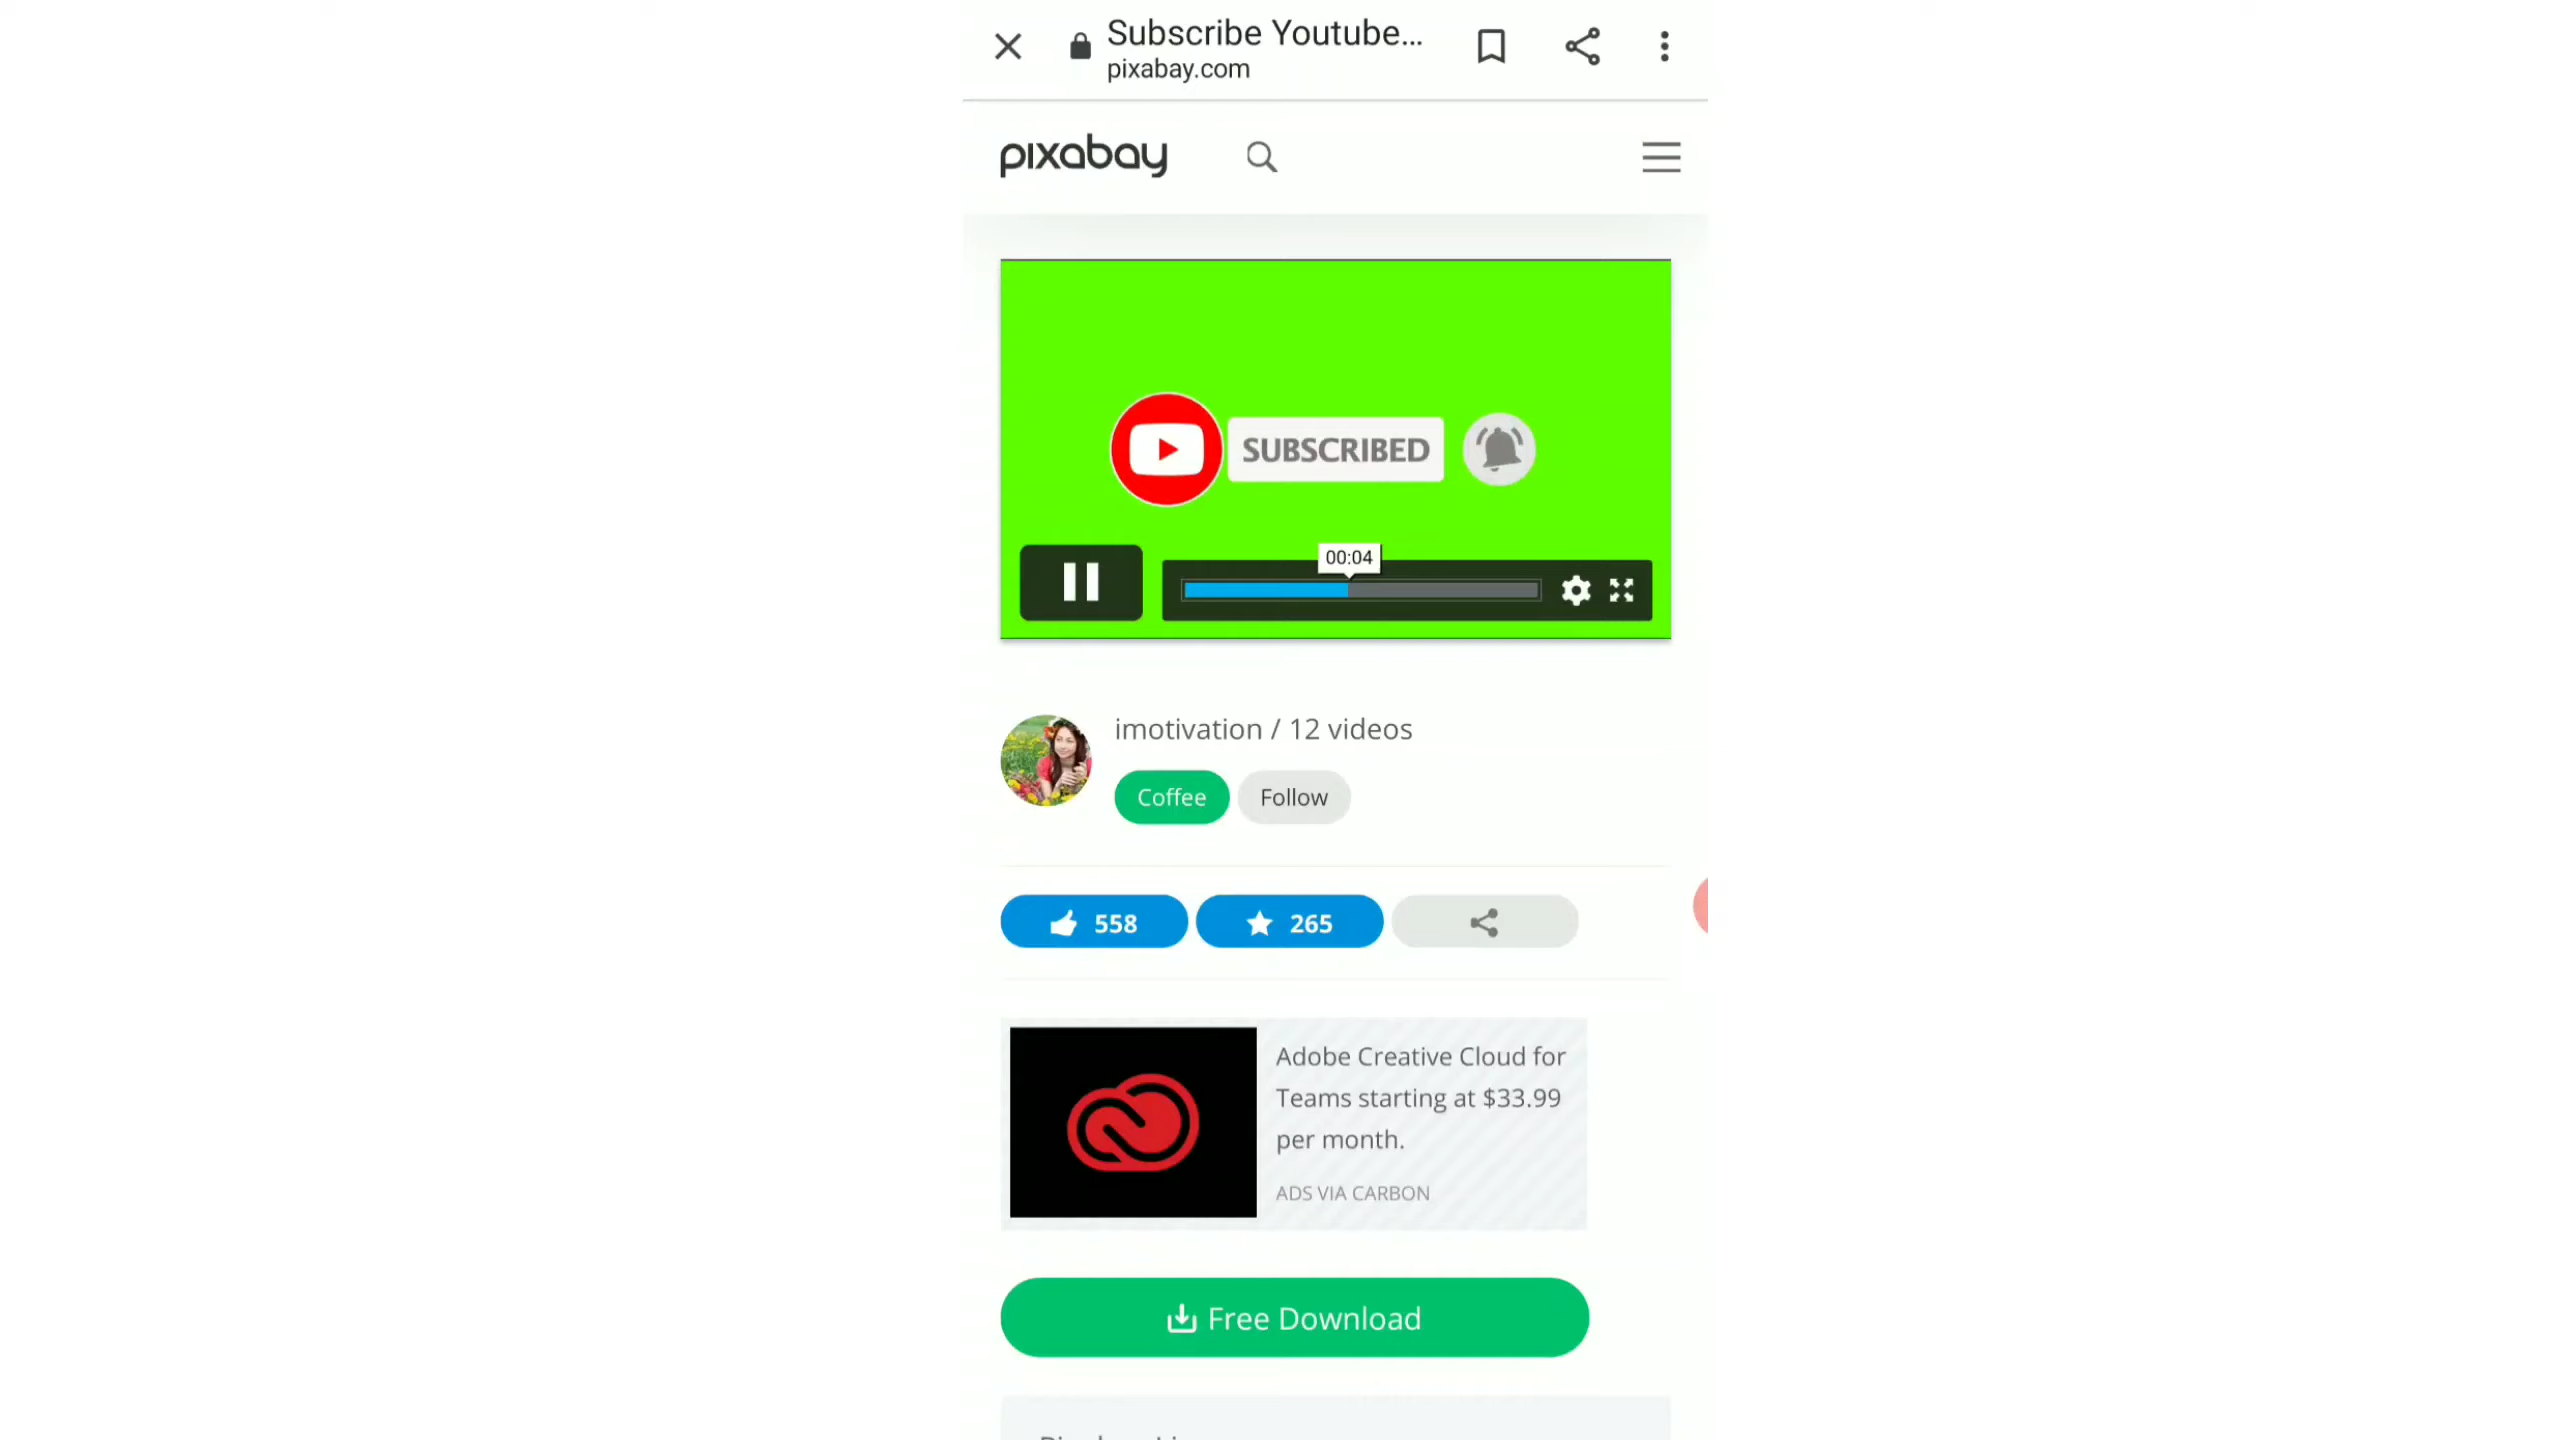 Subscribe Youtube...
pixabay.com
pixabay
SUBSCRIBED
00:04
imotivation / 12 videos
Coffee
Follow
558
265
Adobe Creative Cloud for
Teams starting at $33.99
per month.
ADS VIA CARBON
Free Download